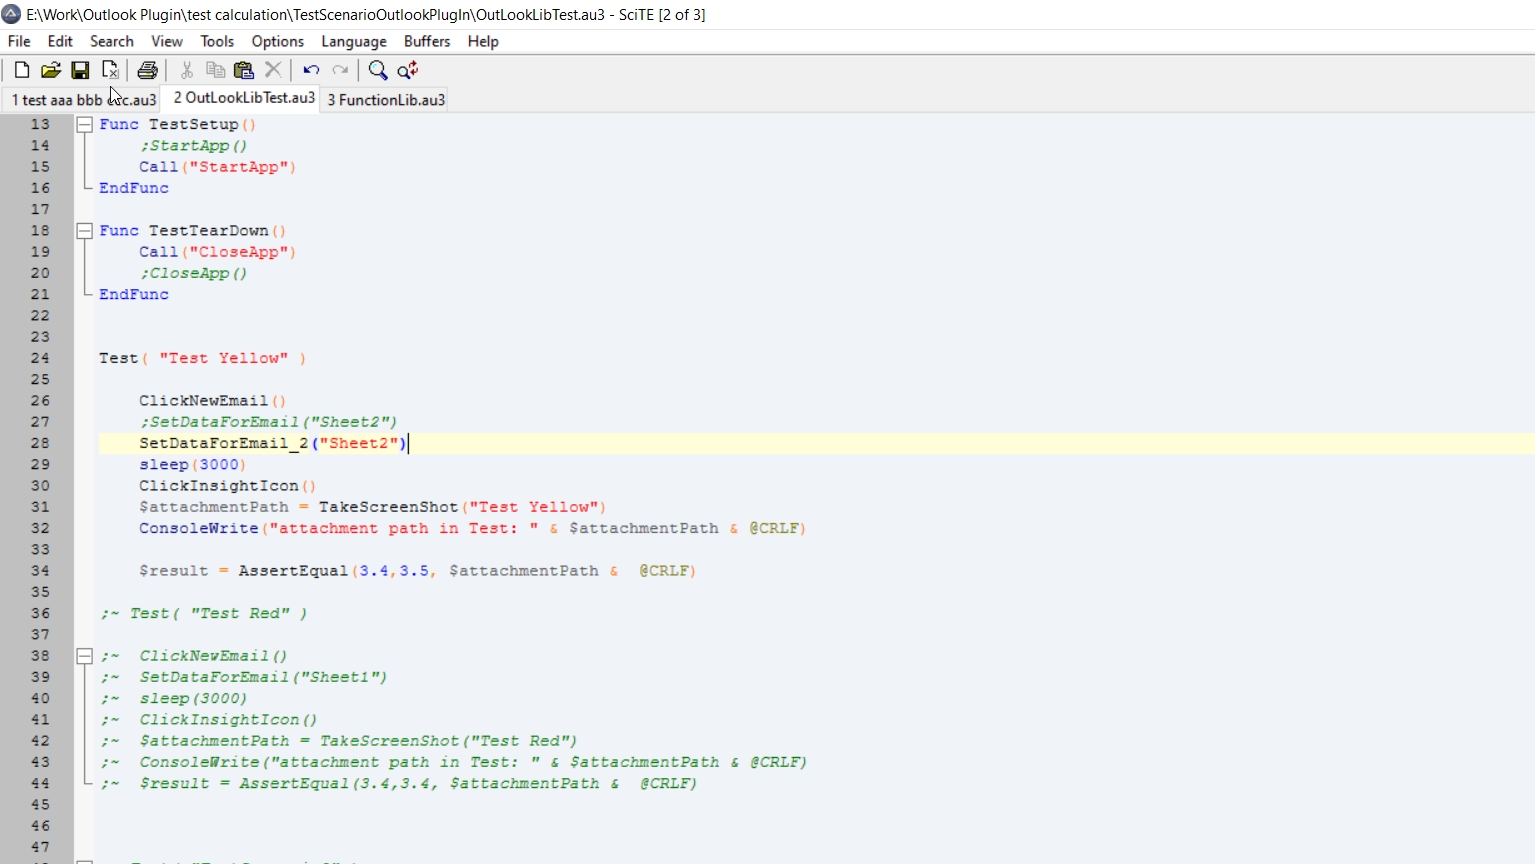 E:\Work\Outlook Plugin\test calculation\TestScenarioOutlookPlugIn\OutLookLibTest.au3 - SciTE [2 of 3]
File Edit Search View Tools Options Language Buffers Help
1 test aaa bbb ccc.au3 2 OutLookLibTest.au3 3 FunctionLib.au3
13 Func TestSetup()
14 ;StartApp()
15 Call("StartApp")
16 EndFunc
17
18 Func TestTearDown()
19 Call("CloseApp")
20 ;CloseApp()
21 EndFunc
22
23
24 Test( "Test Yellow" )
25
26 ClickNewEmail()
27 ;SetDataForEmail("Sheet2")
28 SetDataForEmail_2("Sheet2")
29 sleep(3000)
30 ClickInsightIcon()
31 $attachmentPath = TakeScreenShot("Test Yellow")
32 ConsoleWrite("attachment path in Test: " & $attachmentPath & @CRLF)
33
34 $result = AssertEqual(3.4,3.5, $attachmentPath & @CRLF)
35
36 ;~ Test( "Test Red" )
37
38 ;~ ClickNewEmail()
39 ;~ SetDataForEmail("Sheet1")
40 ;~ sleep(3000)
41 ;~ ClickInsightIcon()
42 ;~ $attachmentPath = TakeScreenShot("Test Red")
43 ;~ ConsoleWrite("attachment path in Test: " & $attachmentPath & @CRLF)
44 ;~ $result = AssertEqual(3.4,3.4, $attachmentPath & @CRLF)
45
46
47